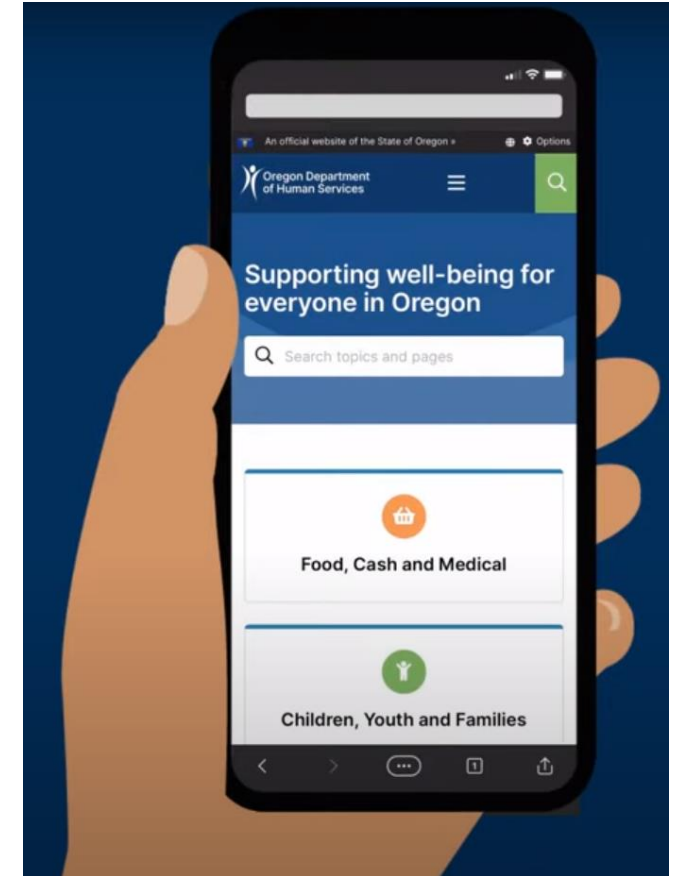 An official website of the State of Oregon »
Options
Oregon Department
of Human Services
Supporting well-being for
everyone in Oregon
Search topics and pages
Food, Cash and Medical
Children, Youth and Families
1